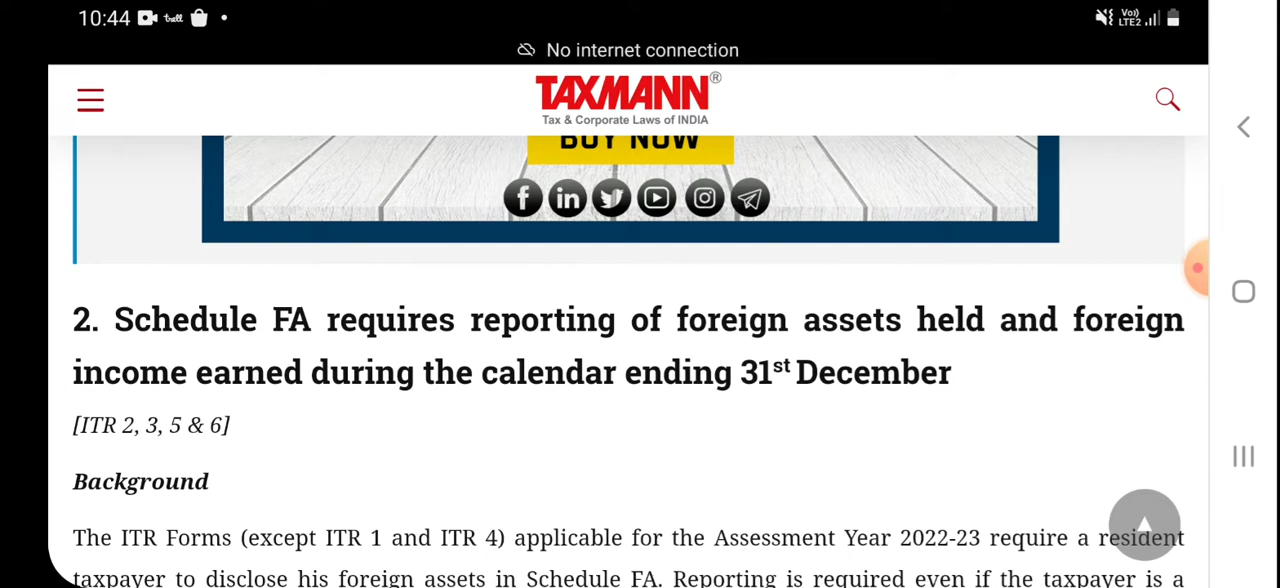 10:44 trell
Vo))
LTE2
No internet connection
TAXMANN®
Tax & Corporate Laws of INDIA
BUY NOW
2. Schedule FA requires reporting of foreign assets held and foreign
income earned during the calendar ending 31st December
[ITR 2, 3, 5 & 6]
Background
The ITR Forms (except ITR 1 and ITR 4) applicable for the Assessment Year 2022-23 require a resident
taxpayer to disclose his foreign assets in Schedule FA. Reporting is required even if the taxpayer is a